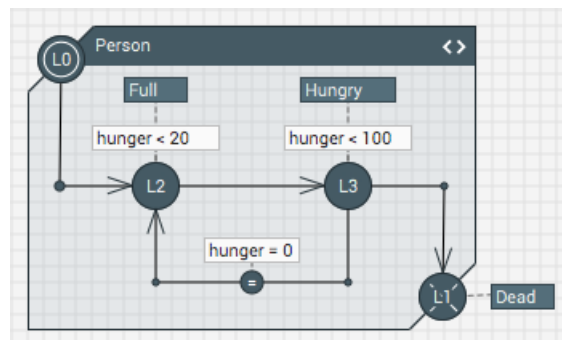 L0
Person
<>
Full
Hungry
hunger < 20
hunger < 100
L2
L3
hunger = 0
=
L1
Dead